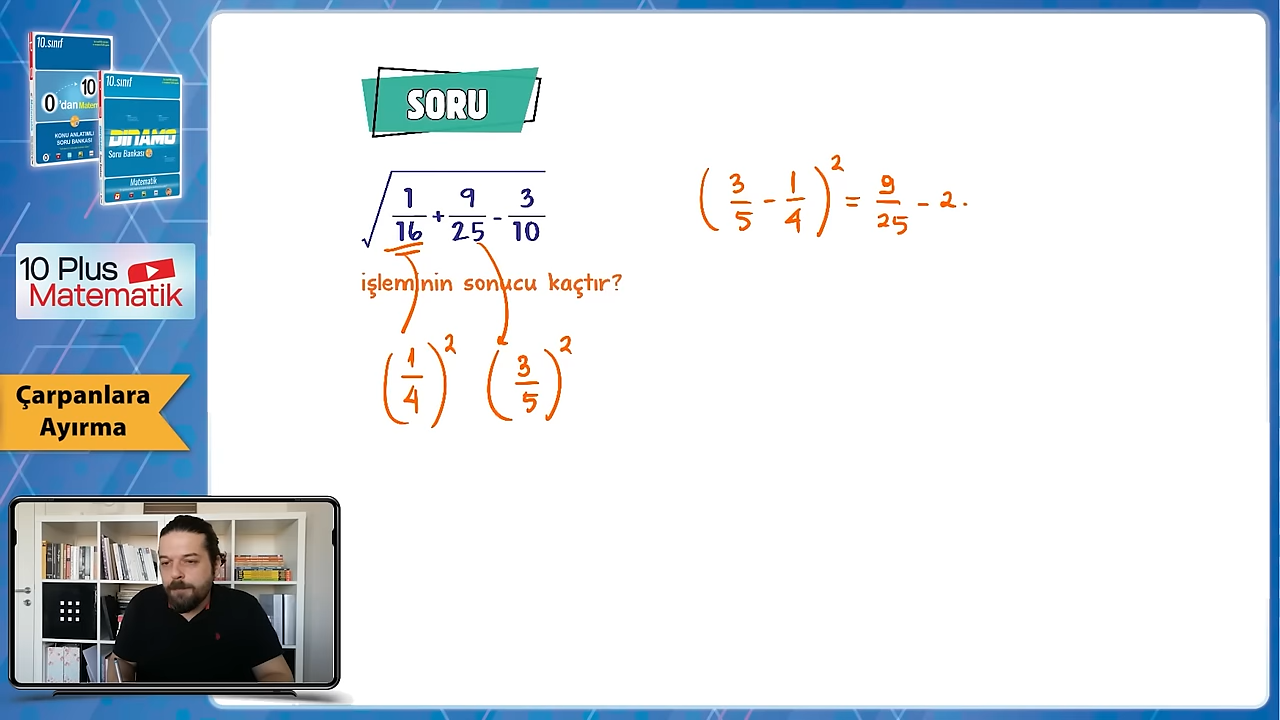 10.sınıf
0'dan 10
KONU ANLATIMLI
SORU BANKASI
10.sınıf
DİNAMO
Soru Bankası
Matematik
10 Plus
Matematik
Çarpanlara
Ayırma
SORU
√(1/16 + 9/25 - 3/10)
işleminin sonucu kaçtır?
(1/4)² (3/5)²
(3/5 - 1/4)² = 9/25 - 2.